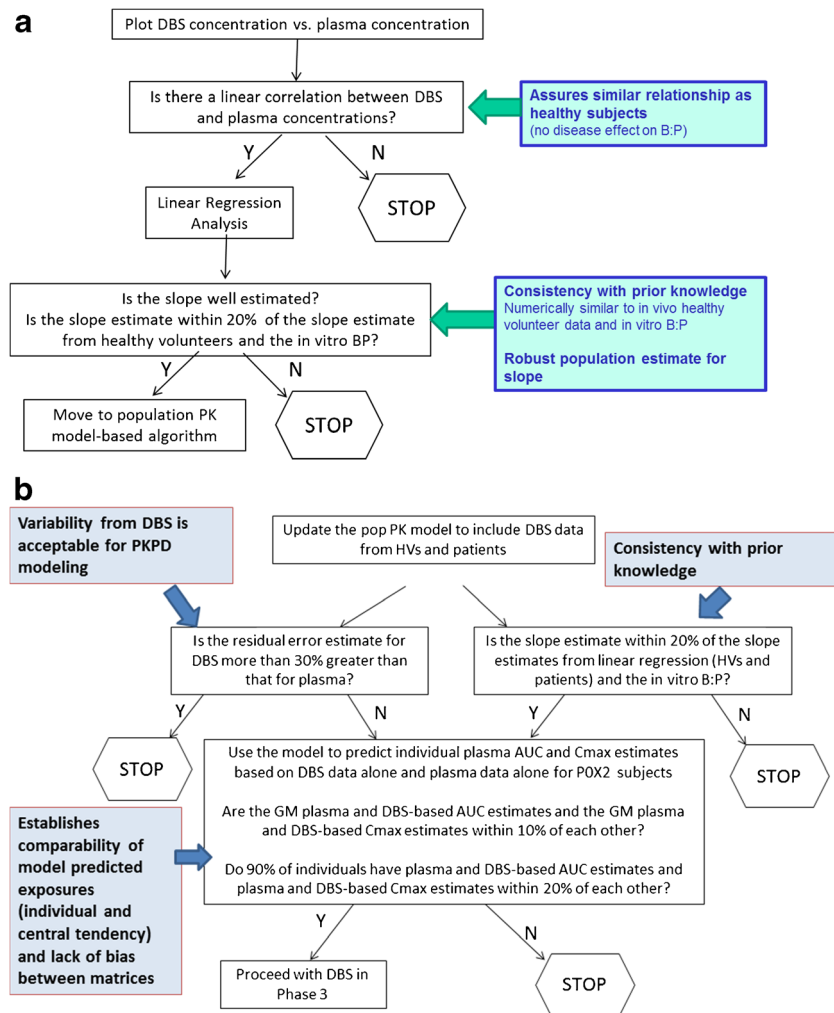 a
Plot DBS concentration vs. plasma concentration
Is there a linear correlation between DBS
and plasma concentrations?
Assures similar relationship as
healthy subjects
(no disease effect on B:P)
Y
N
Linear Regression
Analysis
STOP
Is the slope well estimated?
Is the slope estimate within 20% of the slope estimate
from healthy volunteers and the in vitro BP?
Consistency with prior knowledge
Numerically similar to in vivo healthy
volunteer data and in vitro B:P
Robust population estimate for
slope
Y
N
Move to population PK
model-based algorithm
STOP
b
Variability from DBS is
acceptable for PKPD
modeling
Update the pop PK model to include DBS data
from HVs and patients
Consistency with prior
knowledge
Is the residual error estimate for
DBS more than 30% greater than
that for plasma?
Is the slope estimate within 20% of the slope
estimates from linear regression (HVs and
patients) and the in vitro B:P?
Y
N
Y
N
STOP
STOP
Use the model to predict individual plasma AUC and Cmax estimates
based on DBS data alone and plasma data alone for P0X2 subjects
Are the GM plasma and DBS-based AUC estimates and the GM plasma
and DBS-based Cmax estimates within 10% of each other?
Do 90% of individuals have plasma and DBS-based AUC estimates and
plasma and DBS-based Cmax estimates within 20% of each other?
Establishes
comparability of
model predicted
exposures
(individual and
central tendency)
and lack of bias
between matrices
Y
N
Proceed with DBS in
Phase 3
STOP